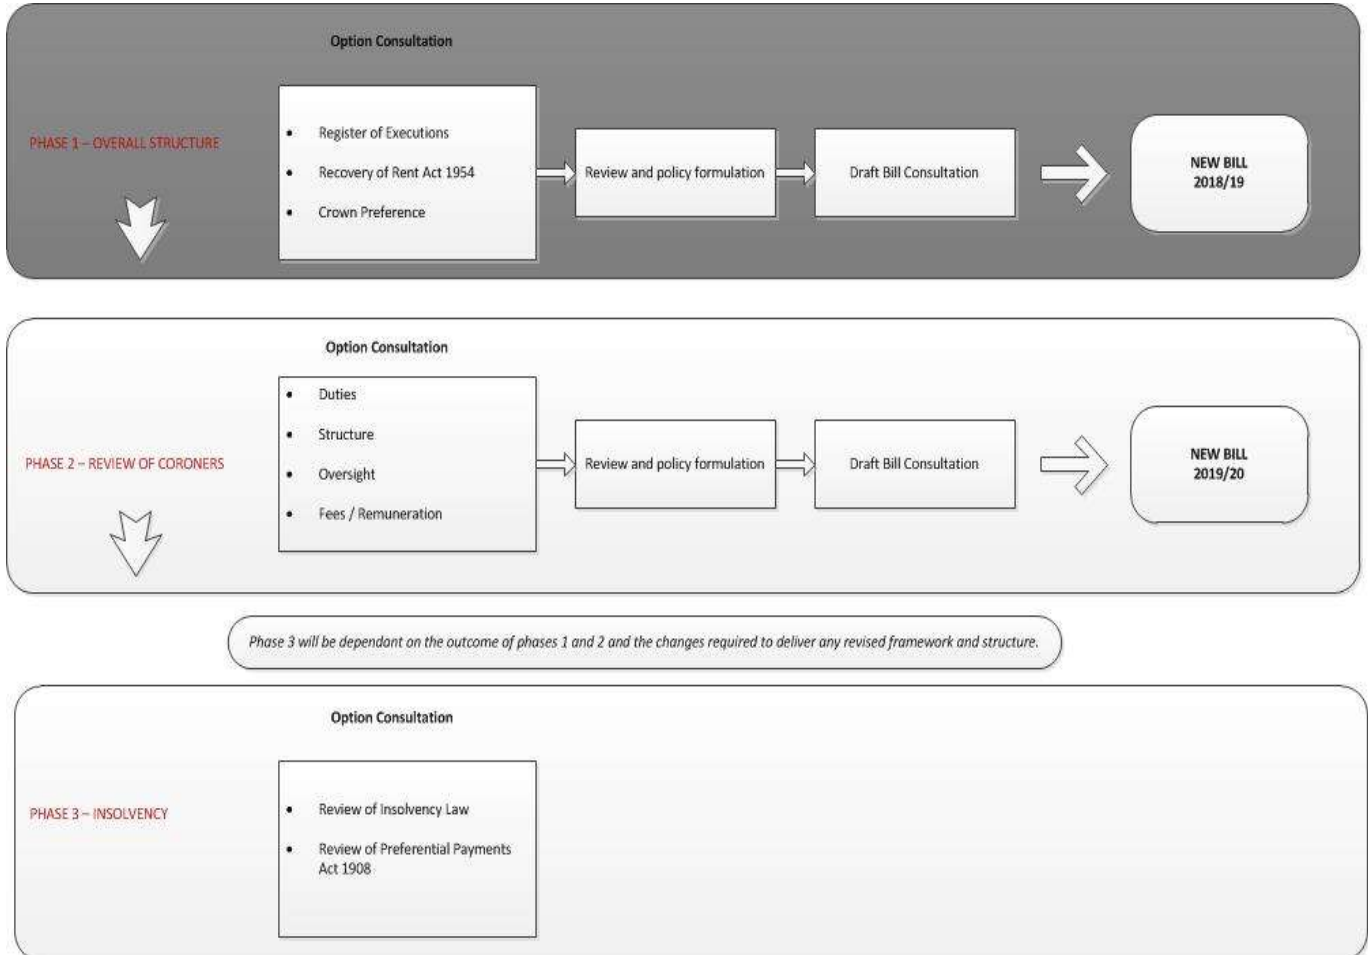 Option Consultation
PHASE 1 – OVERALL STRUCTURE
• Register of Executions
• Recovery of Rent Act 1954
• Crown Preference
Review and policy formulation
Draft Bill Consultation
NEW BILL
2018/19
Option Consultation
PHASE 2 – REVIEW OF CORONERS
• Duties
• Structure
• Oversight
• Fees / Remuneration
Review and policy formulation
Draft Bill Consultation
NEW BILL
2019/20
Phase 3 will be dependant on the outcome of phases 1 and 2 and the changes required to deliver any revised framework and structure.
Option Consultation
PHASE 3 – INSOLVENCY
• Review of Insolvency Law
• Review of Preferential Payments
Act 1908